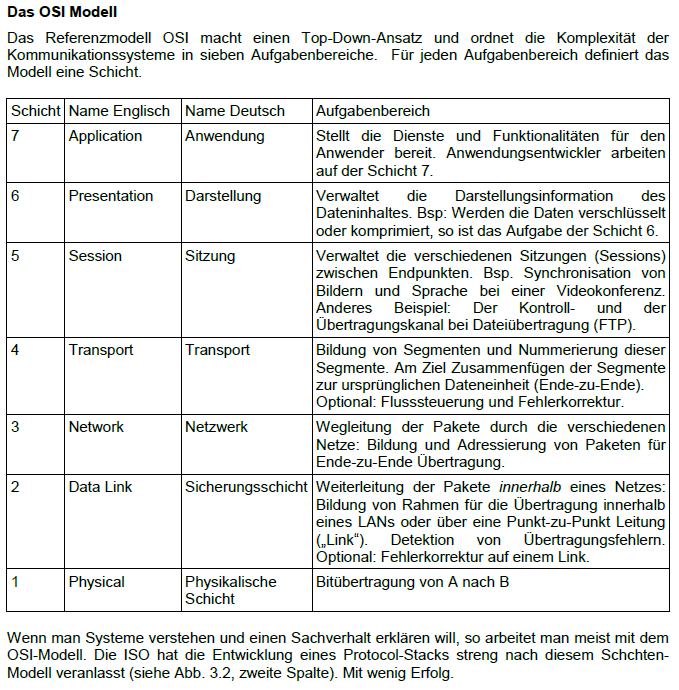 Das OSI Modell
Das Referenzmodell OSI macht einen Top-Down-Ansatz und ordnet die Komplexität der
Kommunikationssysteme in sieben Aufgabenbereiche. Für jeden Aufgabenbereich definiert das
Modell eine Schicht.
Schicht Name Englisch Name Deutsch Aufgabenbereich
7 Application Anwendung Stellt die Dienste und Funktionalitäten für den
Anwender bereit. Anwendungsentwickler arbeiten
auf der Schicht 7.
6 Presentation Darstellung Verwaltet die Darstellungsinformation des
Dateninhaltes. Bsp: Werden die Daten verschlüsselt
oder komprimiert, so ist das Aufgabe der Schicht 6.
5 Session Sitzung Verwaltet die verschiedenen Sitzungen (Sessions)
zwischen Endpunkten. Bsp. Synchronisation von
Bildern und Sprache bei einer Videokonferenz.
Anderes Beispiel: Der Kontroll- und der
Übertragungskanal bei Dateiübertragung (FTP).
4 Transport Transport Bildung von Segmenten und Nummerierung dieser
Segmente. Am Ziel Zusammenfügen der Segmente
zur ursprünglichen Dateneinheit (Ende-zu-Ende).
Optional: Flusssteuerung und Fehlerkorrektur.
3 Network Netzwerk Wegleitung der Pakete durch die verschiedenen
Netze: Bildung und Adressierung von Paketen für
Ende-zu-Ende Übertragung.
2 Data Link Sicherungsschicht Weiterleitung der Pakete innerhalb eines Netzes:
Bildung von Rahmen für die Übertragung innerhalb
eines LANs oder über eine Punkt-zu-Punkt Leitung
(„Link“). Detektion von Übertragungsfehlern.
Optional: Fehlerkorrektur auf einem Link.
1 Physical Physikalische Bitübertragung von A nach B
Schicht
Wenn man Systeme verstehen und einen Sachverhalt erklären will, so arbeitet man meist mit dem
OSI-Modell. Die ISO hat die Entwicklung eines Protocol-Stacks streng nach diesem Schchten-
Modell veranlasst (siehe Abb. 3.2, zweite Spalte). Mit wenig Erfolg.